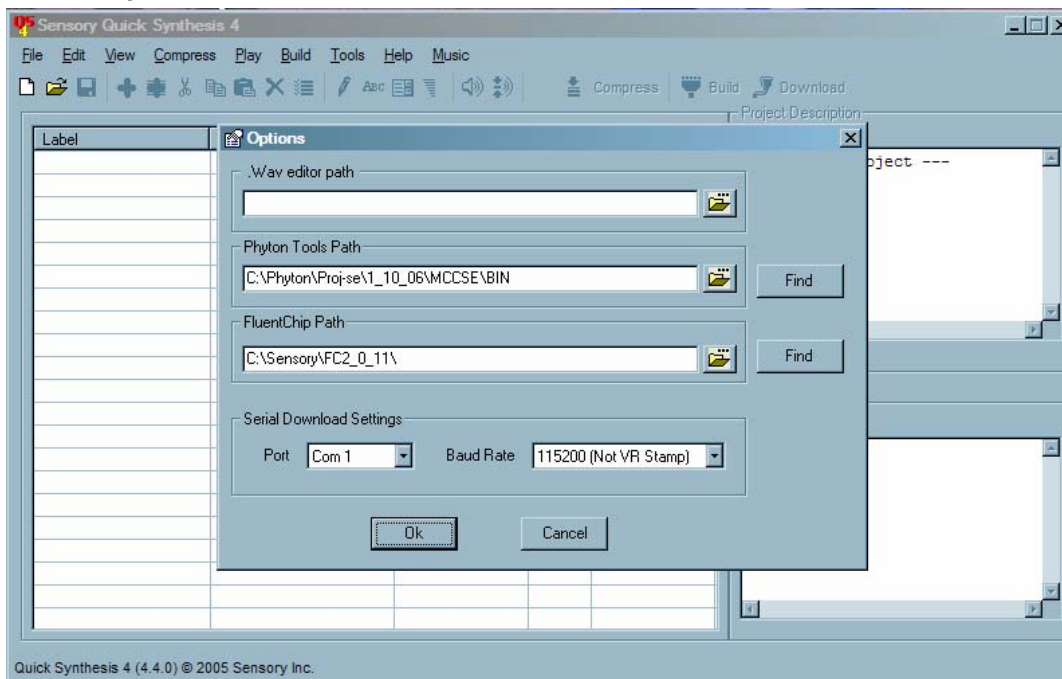 Sensory Quick Synthesis 4
File Edit View Compress Play Build Tools Help Music
ABC Compress Build Download
Project Description
Label
Options
oject ---
.Wav editor path
Phyton Tools Path
C:\Phyton\Proj-se\1_10_06\MCCSE\BIN
Find
FluentChip Path
C:\Sensory\FC2_0_11\
Find
Serial Download Settings
Port Com 1 Baud Rate 115200 (Not VR Stamp)
Ok Cancel
Quick Synthesis 4 (4.4.0) © 2005 Sensory Inc.